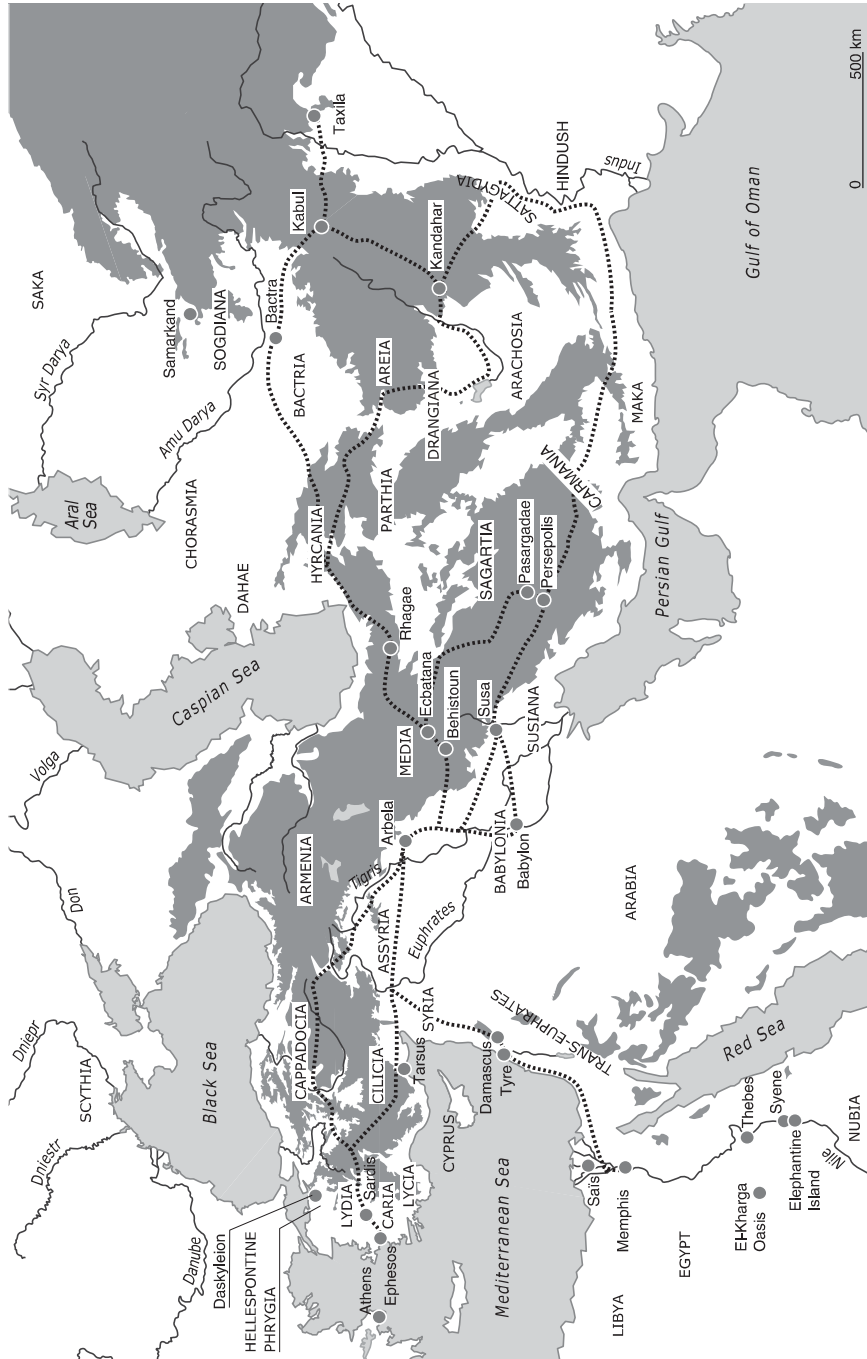 Dniepr
Dniestr
Danube
SCYTHIA
Don
Volga
Black Sea
Caspian Sea
Aral
Sea
Syr Darya
SAKA
Amu Darya
CHORASMIA
DAHAE
Samarkand
SOGDIANA
Bactra
BACTRIA
Kabul
Taxila
Daskyleion
HELLESPONTINE
PHRYGIA
Athens
Ephesos
LYDIA
Sardis
CARIA
LYCIA
CAPPADOCIA
CILICIA
Tarsus
ARMENIA
Tigris
ASSYRIA
Euphrates
SYRIA
Arbela
MEDIA
Ecbatana
Behistoun
Rhagae
HYRCANIA
PARTHIA
AREIA
DRANGIANA
Kandahar
ARACHOSIA
SATTAGYDIA
HINDUSH
Indus
SAGARTIA
Pasargadae
Persepolis
CARMANIA
MAKA
Susa
SUSIANA
BABYLONIA
Babylon
Mediterranean Sea
CYPRUS
Damascus
Tyre
TRANS-EUPHRATES
ARABIA
Persian Gulf
Gulf of Oman
Saïs
Memphis
LIBYA
EGYPT
El-Kharga
Oasis
Thebes
Syene
Elephantine
Island
Nile
NUBIA
Red Sea
0 500 km